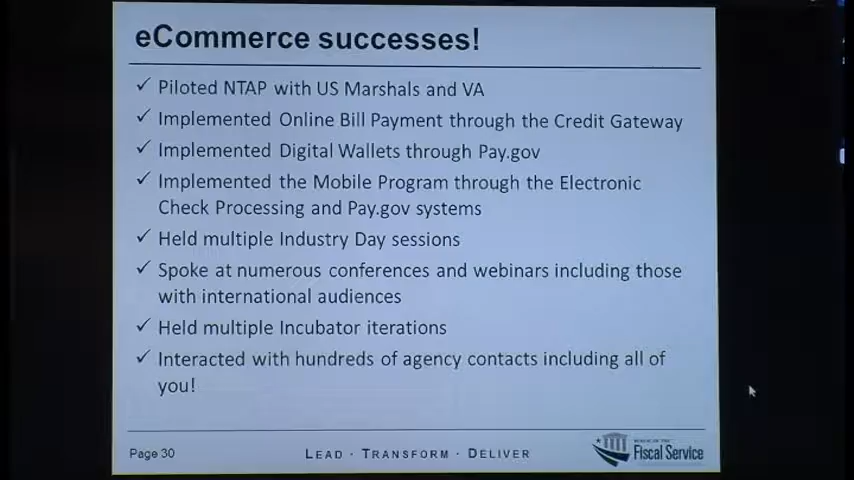 eCommerce successes!
✓ Piloted NTAP with US Marshals and VA
✓ Implemented Online Bill Payment through the Credit Gateway
✓ Implemented Digital Wallets through Pay.gov
✓ Implemented the Mobile Program through the Electronic
Check Processing and Pay.gov systems
✓ Held multiple Industry Day sessions
✓ Spoke at numerous conferences and webinars including those
with international audiences
✓ Held multiple Incubator iterations
✓ Interacted with hundreds of agency contacts including all of
you!
Page 30
LEAD · TRANSFORM · DELIVER
BUREAU OF THE
Fiscal Service